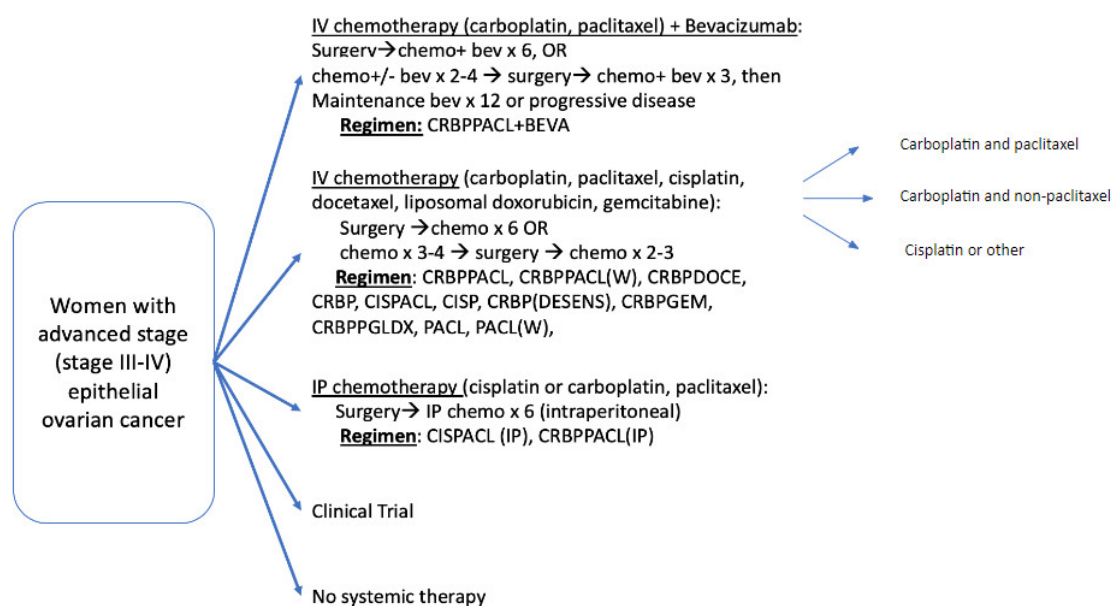 Women with
advanced stage
(stage III-IV)
epithelial
ovarian cancer
IV chemotherapy (carboplatin, paclitaxel) + Bevacizumab:
Surgery→chemo+ bev x 6, OR
chemo+/- bev x 2-4 → surgery→ chemo+ bev x 3, then
Maintenance bev x 12 or progressive disease
Regimen: CRBPPACL+BEVA
IV chemotherapy (carboplatin, paclitaxel, cisplatin,
docetaxel, liposomal doxorubicin, gemcitabine):
Surgery →chemo x 6 OR
chemo x 3-4 → surgery → chemo x 2-3
Regimen: CRBPPACL, CRBPPACL(W), CRBPDOCE,
CRBP, CISPACL, CISP, CRBP(DESENS), CRBPGEM,
CRBPPGLDX, PACL, PACL(W),
Carboplatin and paclitaxel
Carboplatin and non-paclitaxel
Cisplatin or other
IP chemotherapy (cisplatin or carboplatin, paclitaxel):
Surgery→ IP chemo x 6 (intraperitoneal)
Regimen: CISPACL (IP), CRBPPACL(IP)
Clinical Trial
No systemic therapy